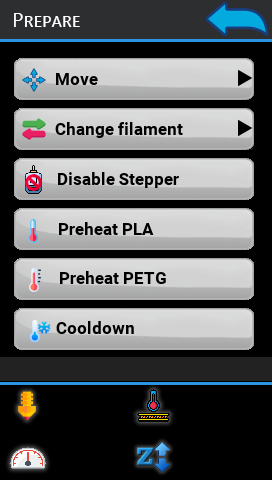 PREPARE
Move
Change filament
Disable Stepper
Preheat PLA
Preheat PETG
Cooldown
Z